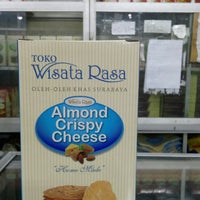 TOKO
Wisata Rasa
OLEH-OLEH KHAS SURABAYA
Wisata Rasa
Almond
Crispy
Cheese
"Home Made"